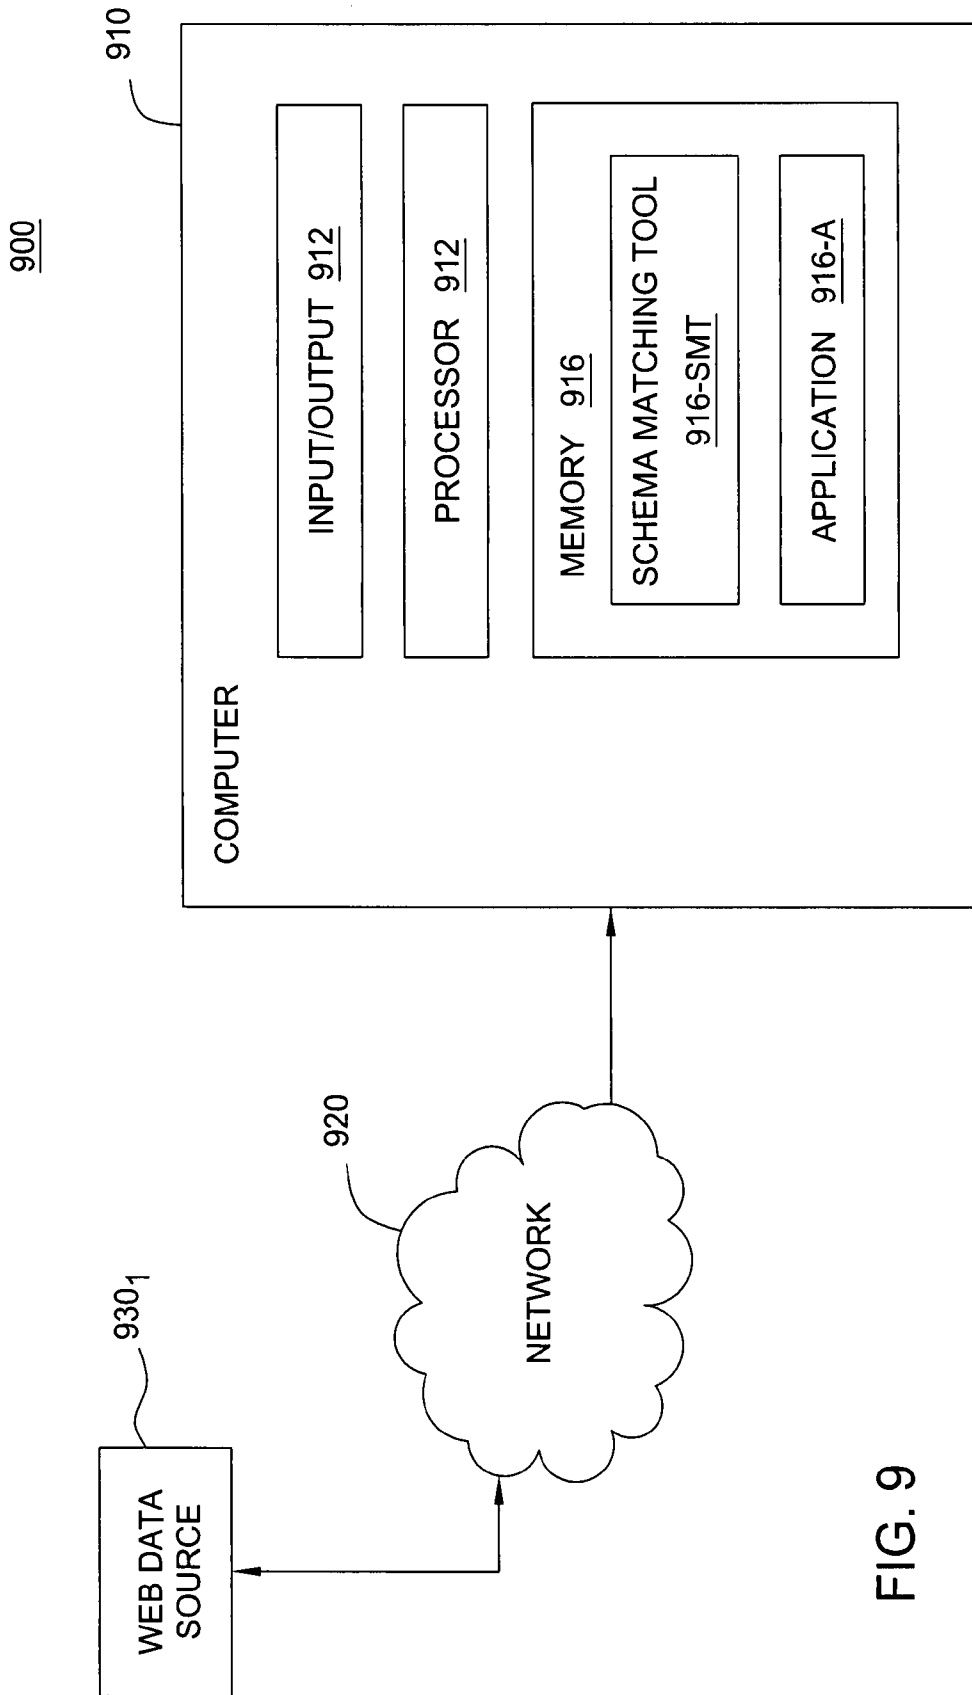 900
910
COMPUTER
INPUT/OUTPUT 912
PROCESSOR 912
MEMORY 916
SCHEMA MATCHING TOOL
916-SMT
APPLICATION 916-A
920
NETWORK
930₁
WEB DATA
SOURCE
FIG. 9